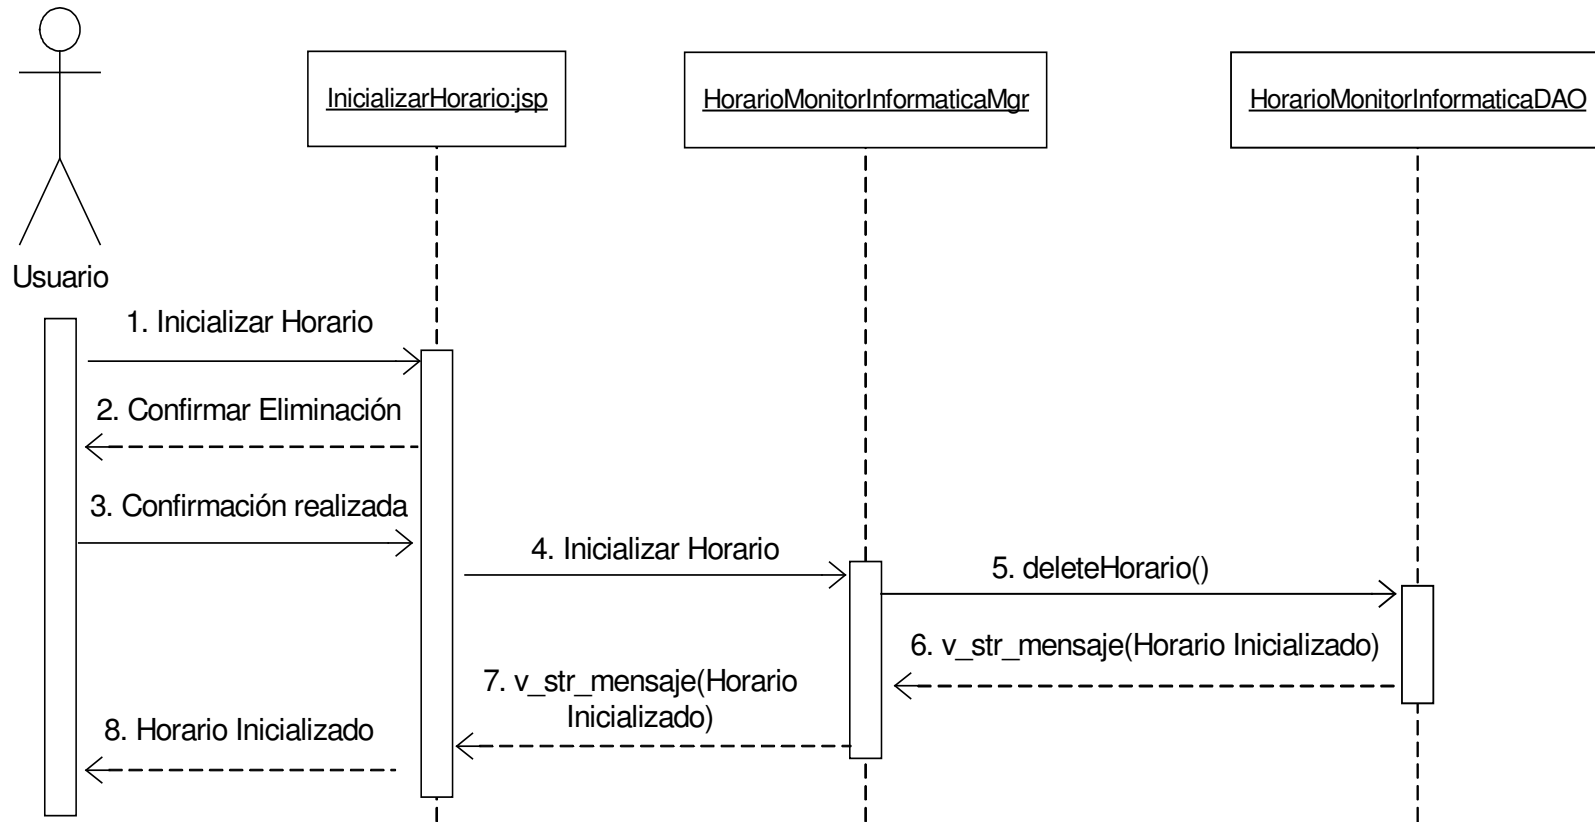 InicializarHorario:jsp
HorarioMonitorInformaticaMgr
HorarioMonitorInformaticaDAO
Usuario
1. Inicializar Horario
2. Confirmar Eliminación
3. Confirmación realizada
4. Inicializar Horario
5. deleteHorario()
6. v_str_mensaje(Horario Inicializado)
7. v_str_mensaje(Horario
Inicializado)
8. Horario Inicializado